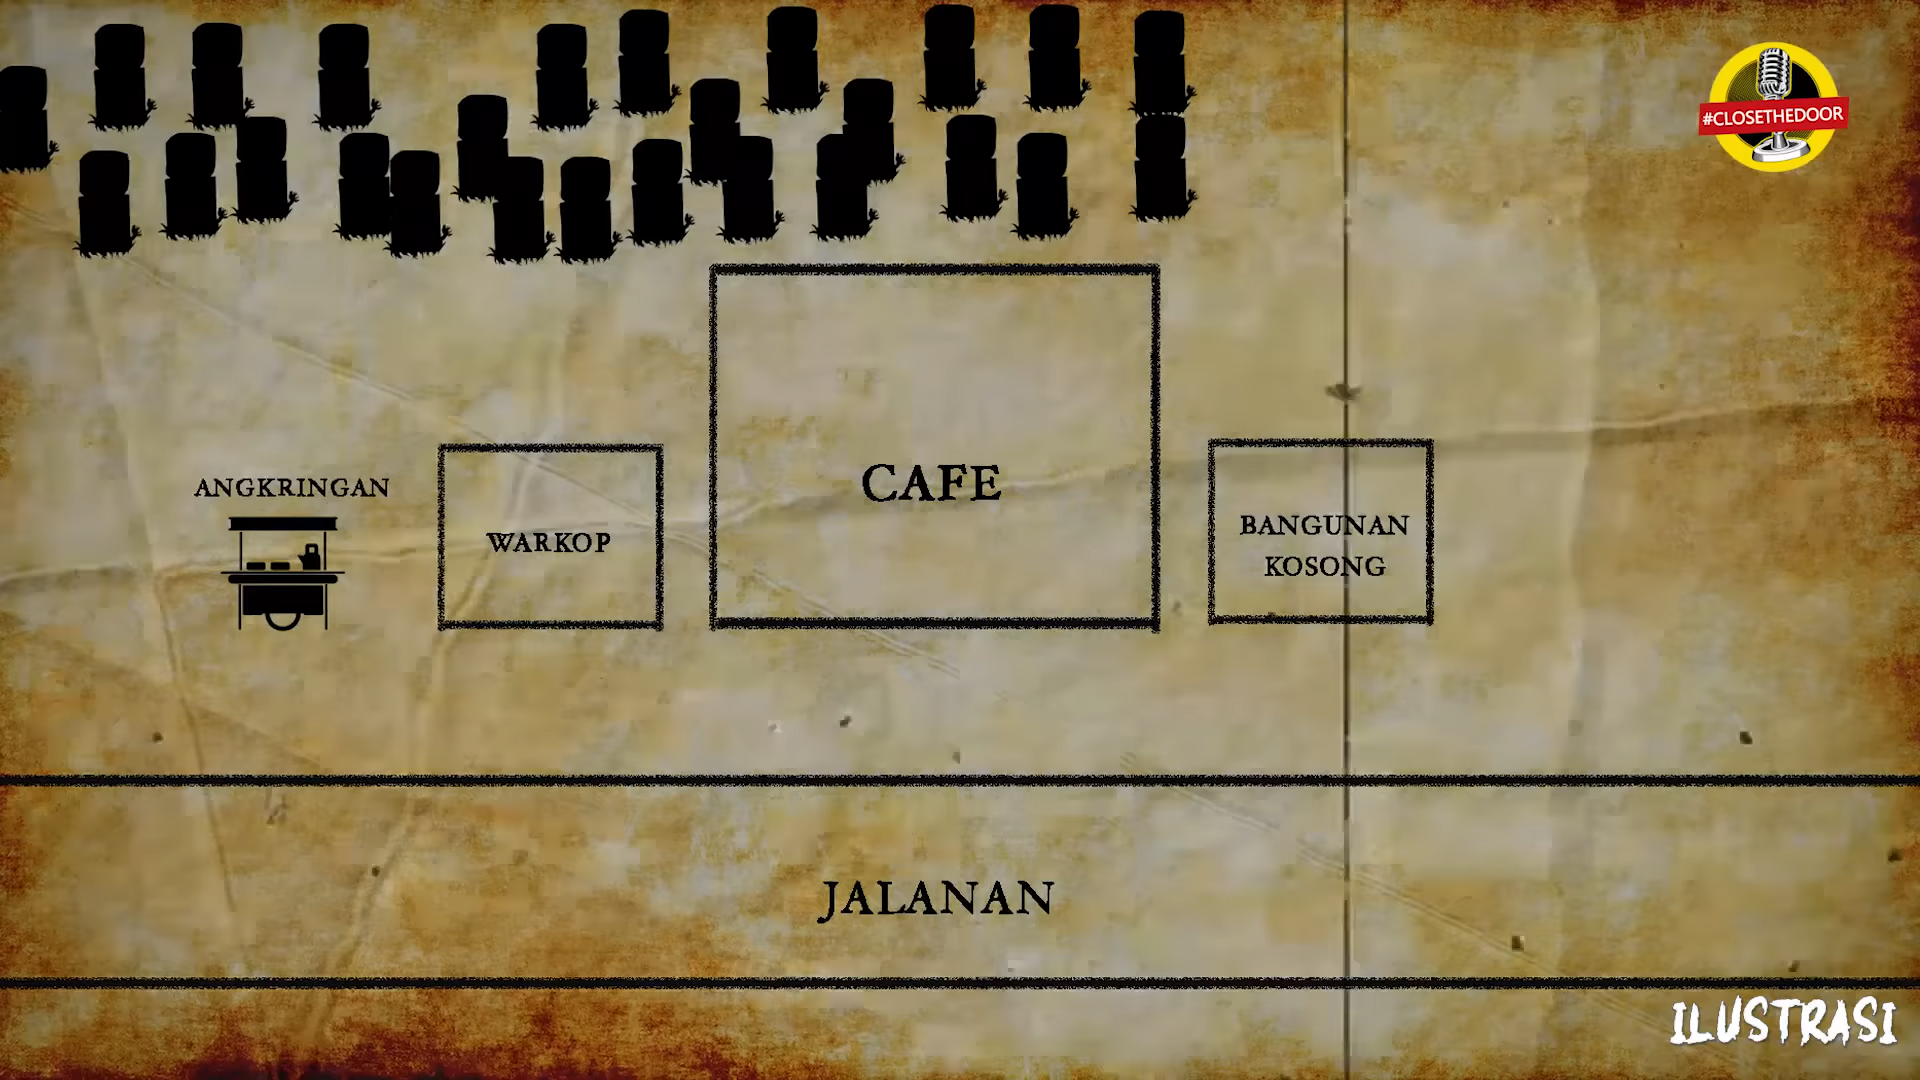 #CLOSETHEDOOR
ANGKRINGAN
WARKOP
CAFE
BANGUNAN
KOSONG
JALANAN
ILUSTRASI